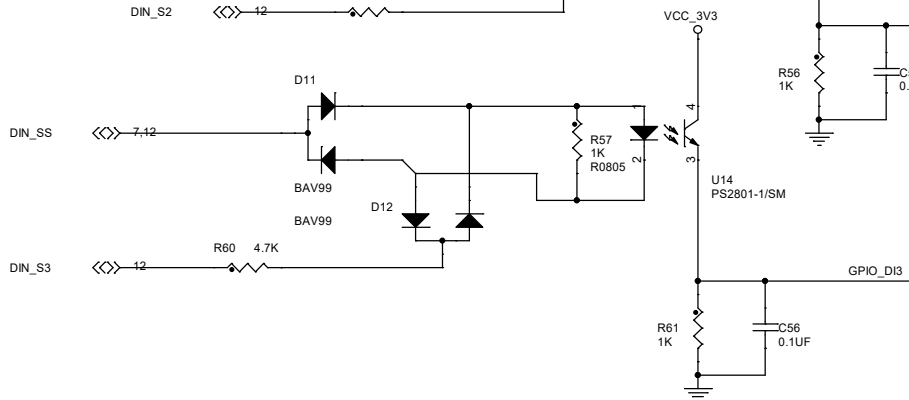 DIN_S2
12
VCC_3V3
D11
R56
1K
DIN_SS
7,12
1
4
R57
1K
R0805
2
3
U14
PS2801-1/SM
BAV99
D12
BAV99
R60 4.7K
DIN_S3
12
GPIO_DI3
R61
1K
C56
0.1UF